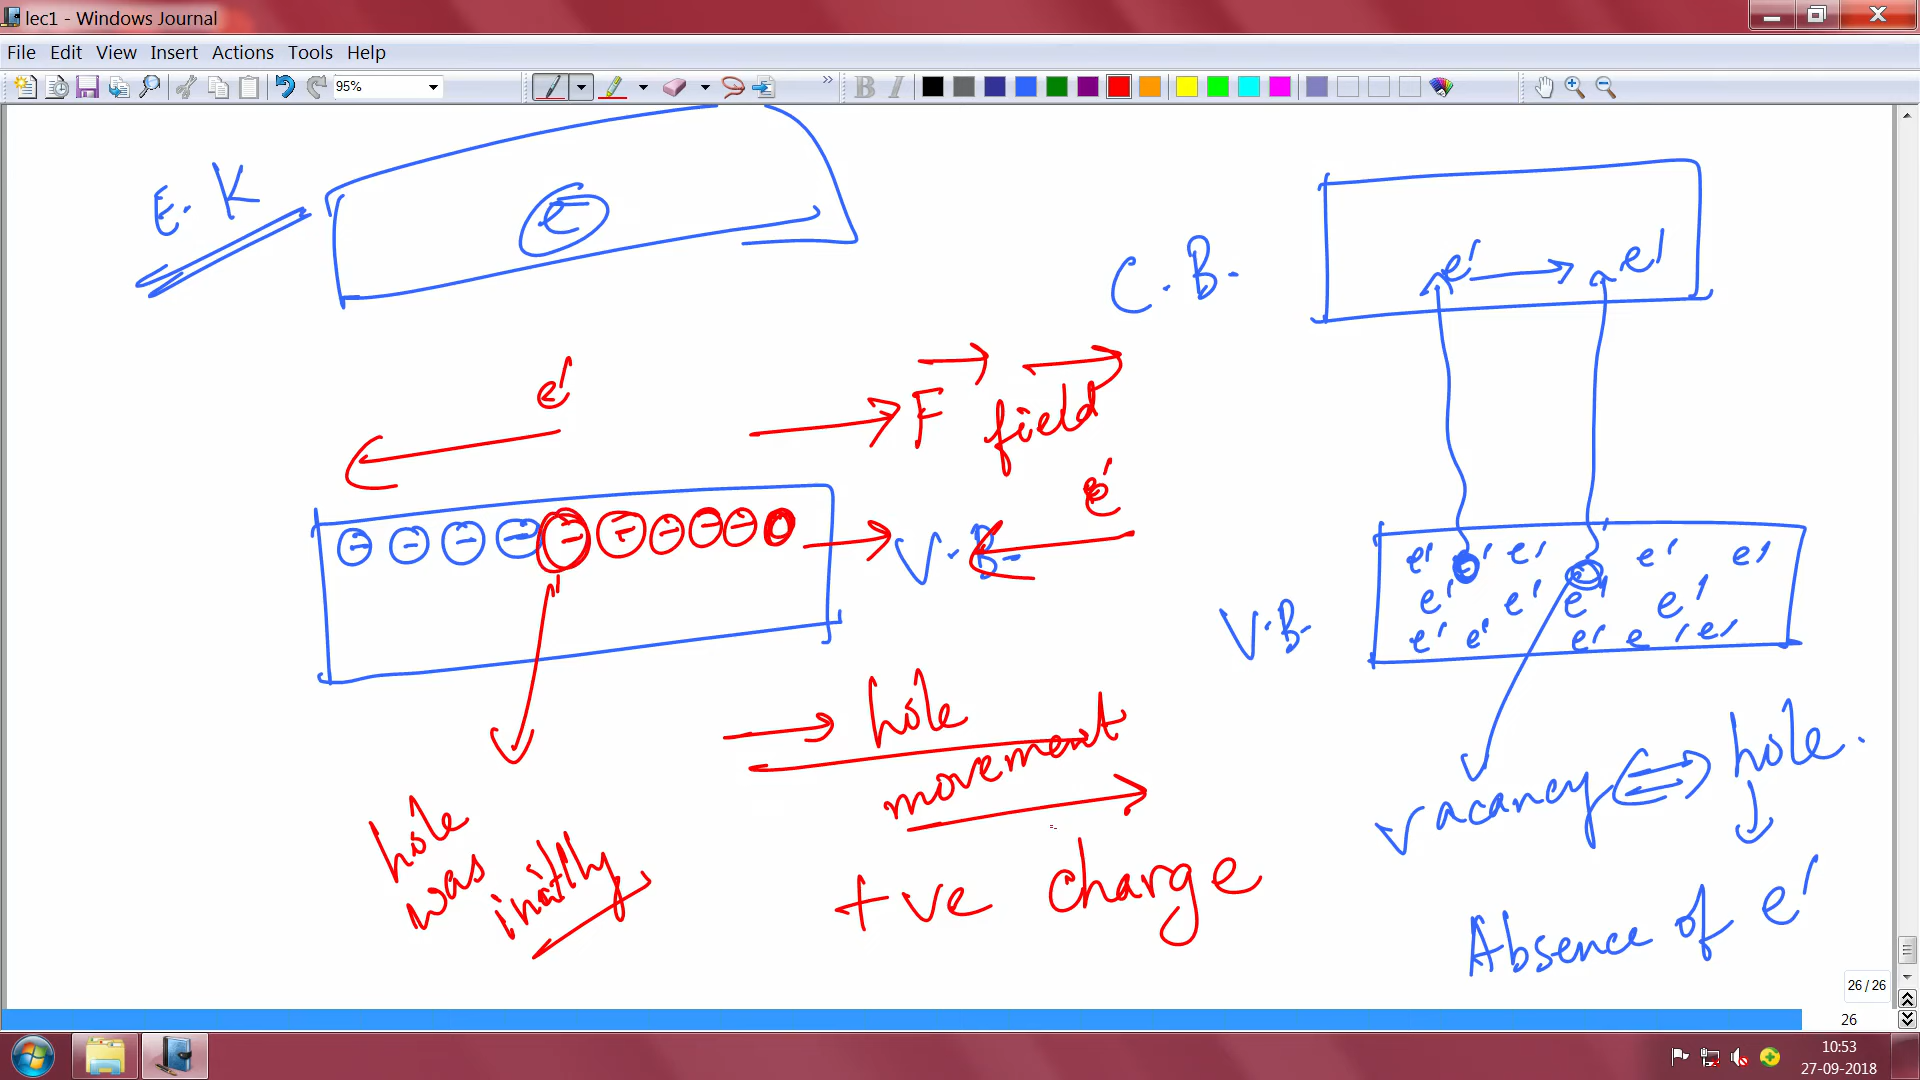 lec1 - Windows Journal
File Edit View Insert Actions Tools Help
95%
B I
E. K
e
C.B.
e' e'
e'
F field
e'
V.B.
V.B.
e' e' e' e' e'
e' e' e' e'
e' e' e' e' e'
hole
movement
hole
was
+ve charge
vacancy hole.
Absence of e'
26 / 26
26
10:53
27-09-2018